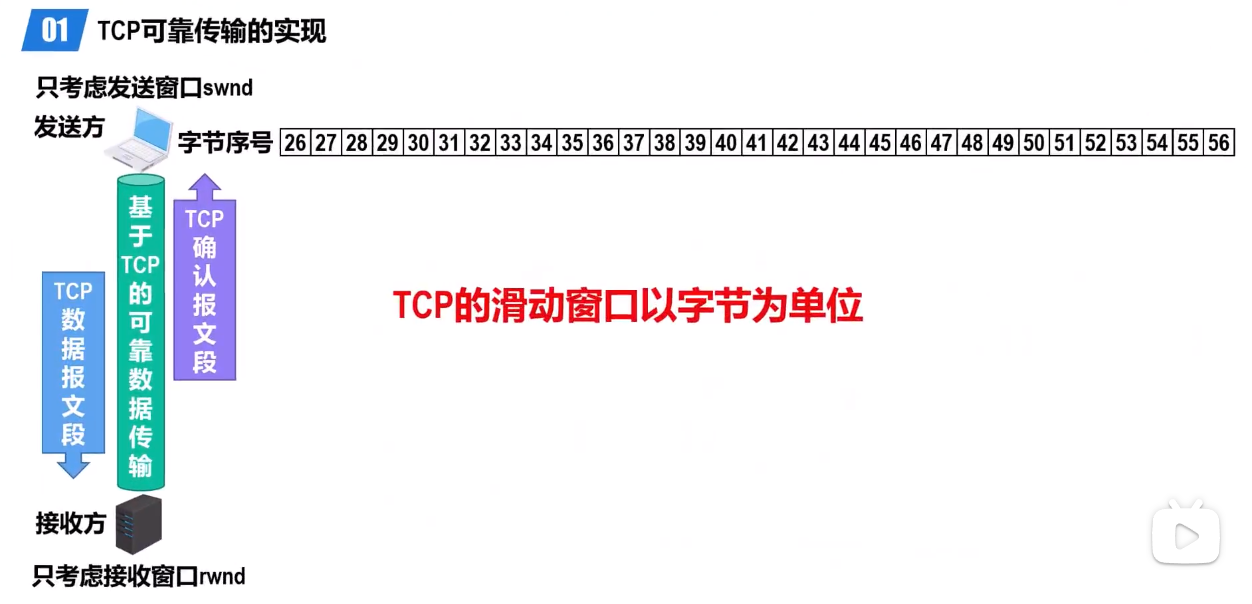 01 TCP可靠传输的实现
只考虑发送窗口swnd
发送方
字节序号 26 27 28 29 30 31 32 33 34 35 36 37 38 39 40 41 42 43 44 45 46 47 48 49 50 51 52 53 54 55 56
TCP数据报文段
基于TCP的可靠数据传输
TCP确认报文段
TCP的滑动窗口以字节为单位
接收方
只考虑接收窗口rwnd